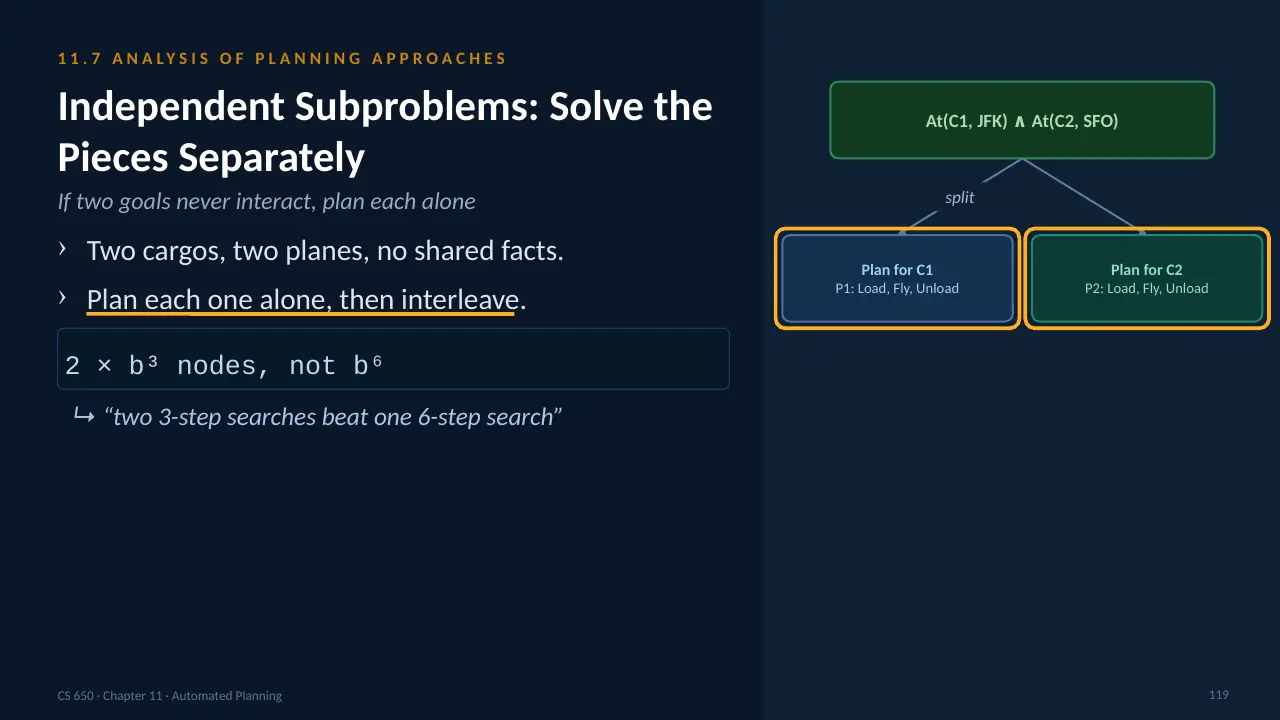 11.7 ANALYSIS OF PLANNING APPROACHES
Independent Subproblems: Solve the
Pieces Separately
If two goals never interact, plan each alone
› Two cargos, two planes, no shared facts.
› Plan each one alone, then interleave.
2 × b³ nodes, not b⁶
↪ “two 3-step searches beat one 6-step search”
At(C1, JFK) ∧ At(C2, SFO)
split
Plan for C1
P1: Load, Fly, Unload
Plan for C2
P2: Load, Fly, Unload
CS 650 · Chapter 11 · Automated Planning
119